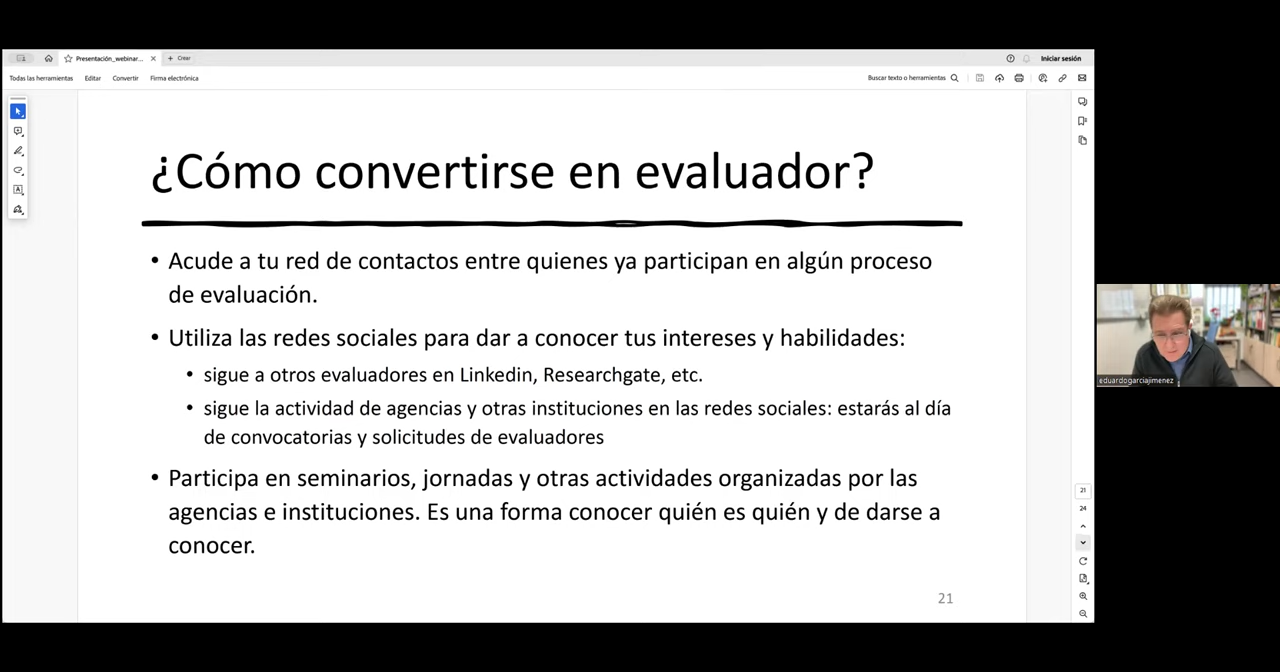 Presentación_webinar...
Crear
Iniciar sesión
Todas las herramientas Editar Convertir Firma electrónica
Buscar texto o herramientas
¿Cómo convertirse en evaluador?
• Acude a tu red de contactos entre quienes ya participan en algún proceso
de evaluación.
• Utiliza las redes sociales para dar a conocer tus intereses y habilidades:
• sigue a otros evaluadores en Linkedin, Researchgate, etc.
• sigue la actividad de agencias y otras instituciones en las redes sociales: estarás al día
de convocatorias y solicitudes de evaluadores
• Participa en seminarios, jornadas y otras actividades organizadas por las
agencias e instituciones. Es una forma conocer quién es quién y de darse a
conocer.
21
21
24
eduardogarciajimenez